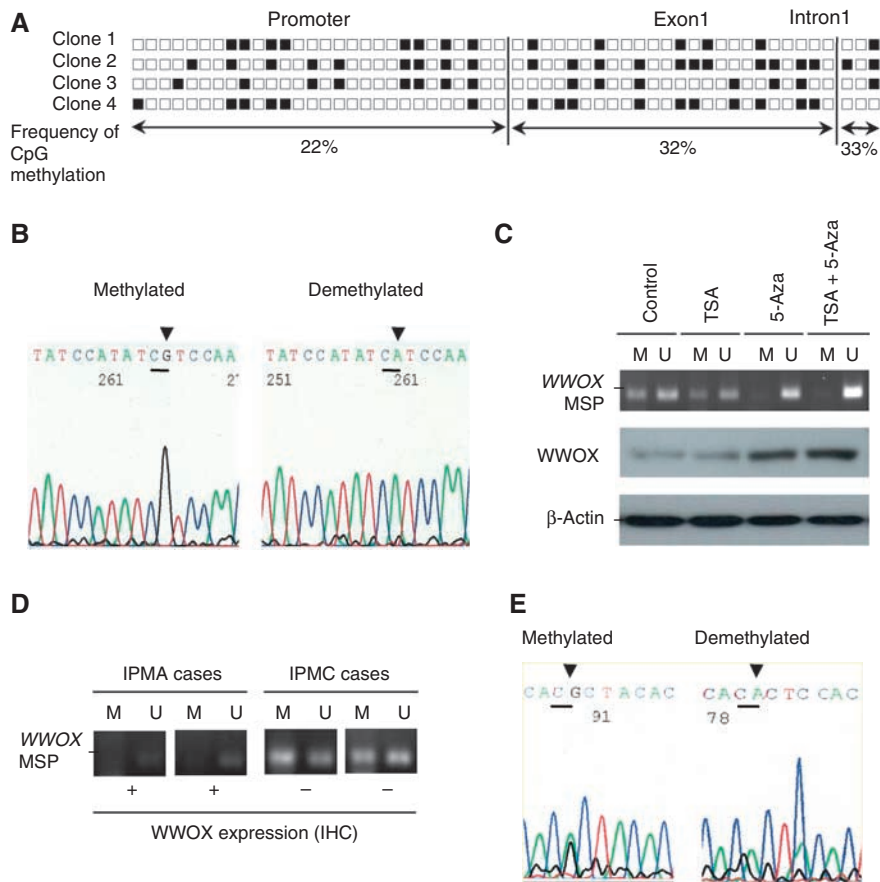 A
Promoter Exon1 Intron1
Clone 1
Clone 2
Clone 3
Clone 4
Frequency of
CpG
methylation
22% 32% 33%
B
Methylated Demethylated
TATCCATATCGTCCAA TATCCATATCATCCAA
261 27 251 261
C
Control TSA 5-Aza TSA + 5-Aza
M U M U M U M U
WWOX
MSP
WWOX
β-Actin
D
IPMA cases IPMC cases
M U M U M U M U
WWOX
MSP
+ + – –
WWOX expression (IHC)
E
Methylated Demethylated
CACGCTACAC CACACTCCAC
91 78